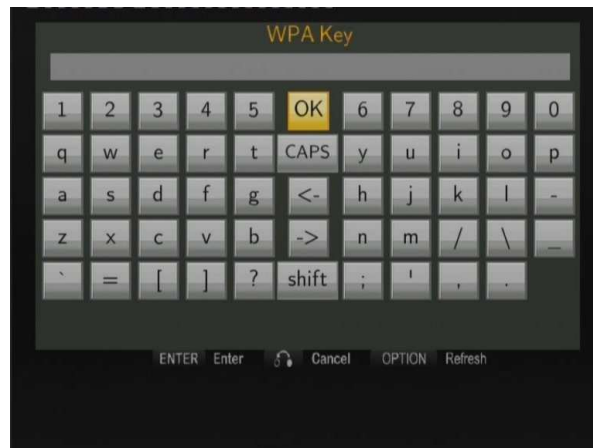 WPA Key
1 2 3 4 5 OK 6 7 8 9 0
q w e r t CAPS y u i o p
a s d f g <- h j k l -
z x c v b -> n m / \ _
` = [ ] ? shift ; ' , .
ENTER Enter Cancel OPTION Refresh